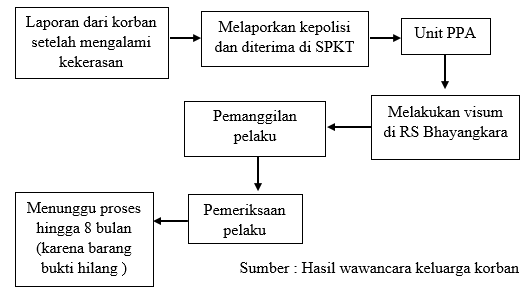 Laporan dari korban
setelah mengalami
kekerasan
Melaporkan kepolisi
dan diterima di SPKT
Unit PPA
Melakukan visum
di RS Bhayangkara
Pemanggilan
pelaku
Pemeriksaan
pelaku
Menunggu proses
hingga 8 bulan
(karena barang
bukti hilang )
Sumber : Hasil wawancara keluarga korban